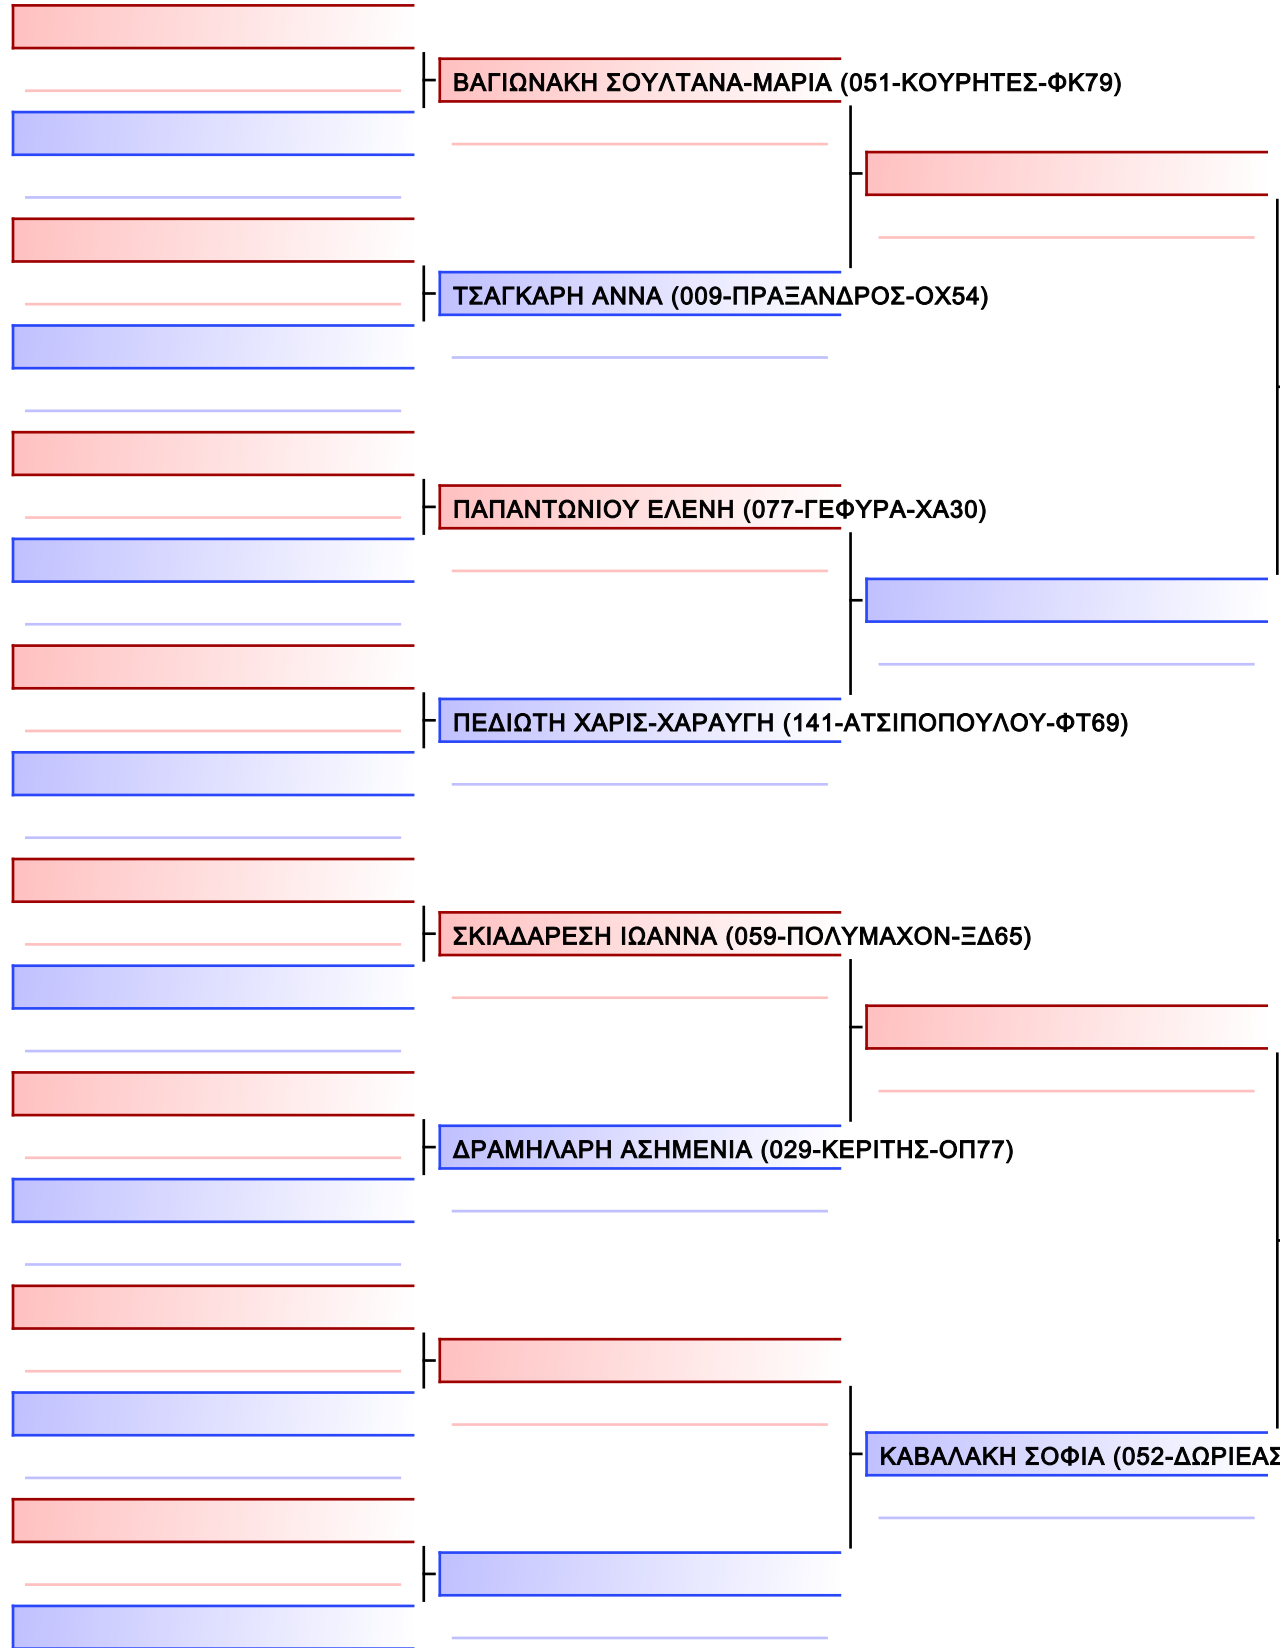 ΒΑΓΙΩΝΑΚΗ ΣΟΥΛΤΑΝΑ-ΜΑΡΙΑ (051-ΚΟΥΡΗΤΕΣ-ΦΚ79)
ΤΣΑΓΚΑΡΗ ΑΝΝΑ (009-ΠΡΑΞΑΝΔΡΟΣ-ΟΧ54)
ΠΑΠΑΝΤΩΝΙΟΥ ΕΛΕΝΗ (077-ΓΕΦΥΡΑ-ΧΑ30)
ΠΕΔΙΩΤΗ ΧΑΡΙΣ-ΧΑΡΑΥΓΗ (141-ΑΤΣΙΠΟΠΟΥΛΟΥ-ΦΤ69)
ΣΚΙΑΔΑΡΕΣΗ ΙΩΑΝΝΑ (059-ΠΟΛΥΜΑΧΟΝ-ΞΔ65)
ΔΡΑΜΗΛΑΡΗ ΑΣΗΜΕΝΙΑ (029-ΚΕΡΙΤΗΣ-ΟΠ77)
ΚΑΒΑΛΑΚΗ ΣΟΦΙΑ (052-ΔΩΡΙΕΑΣ